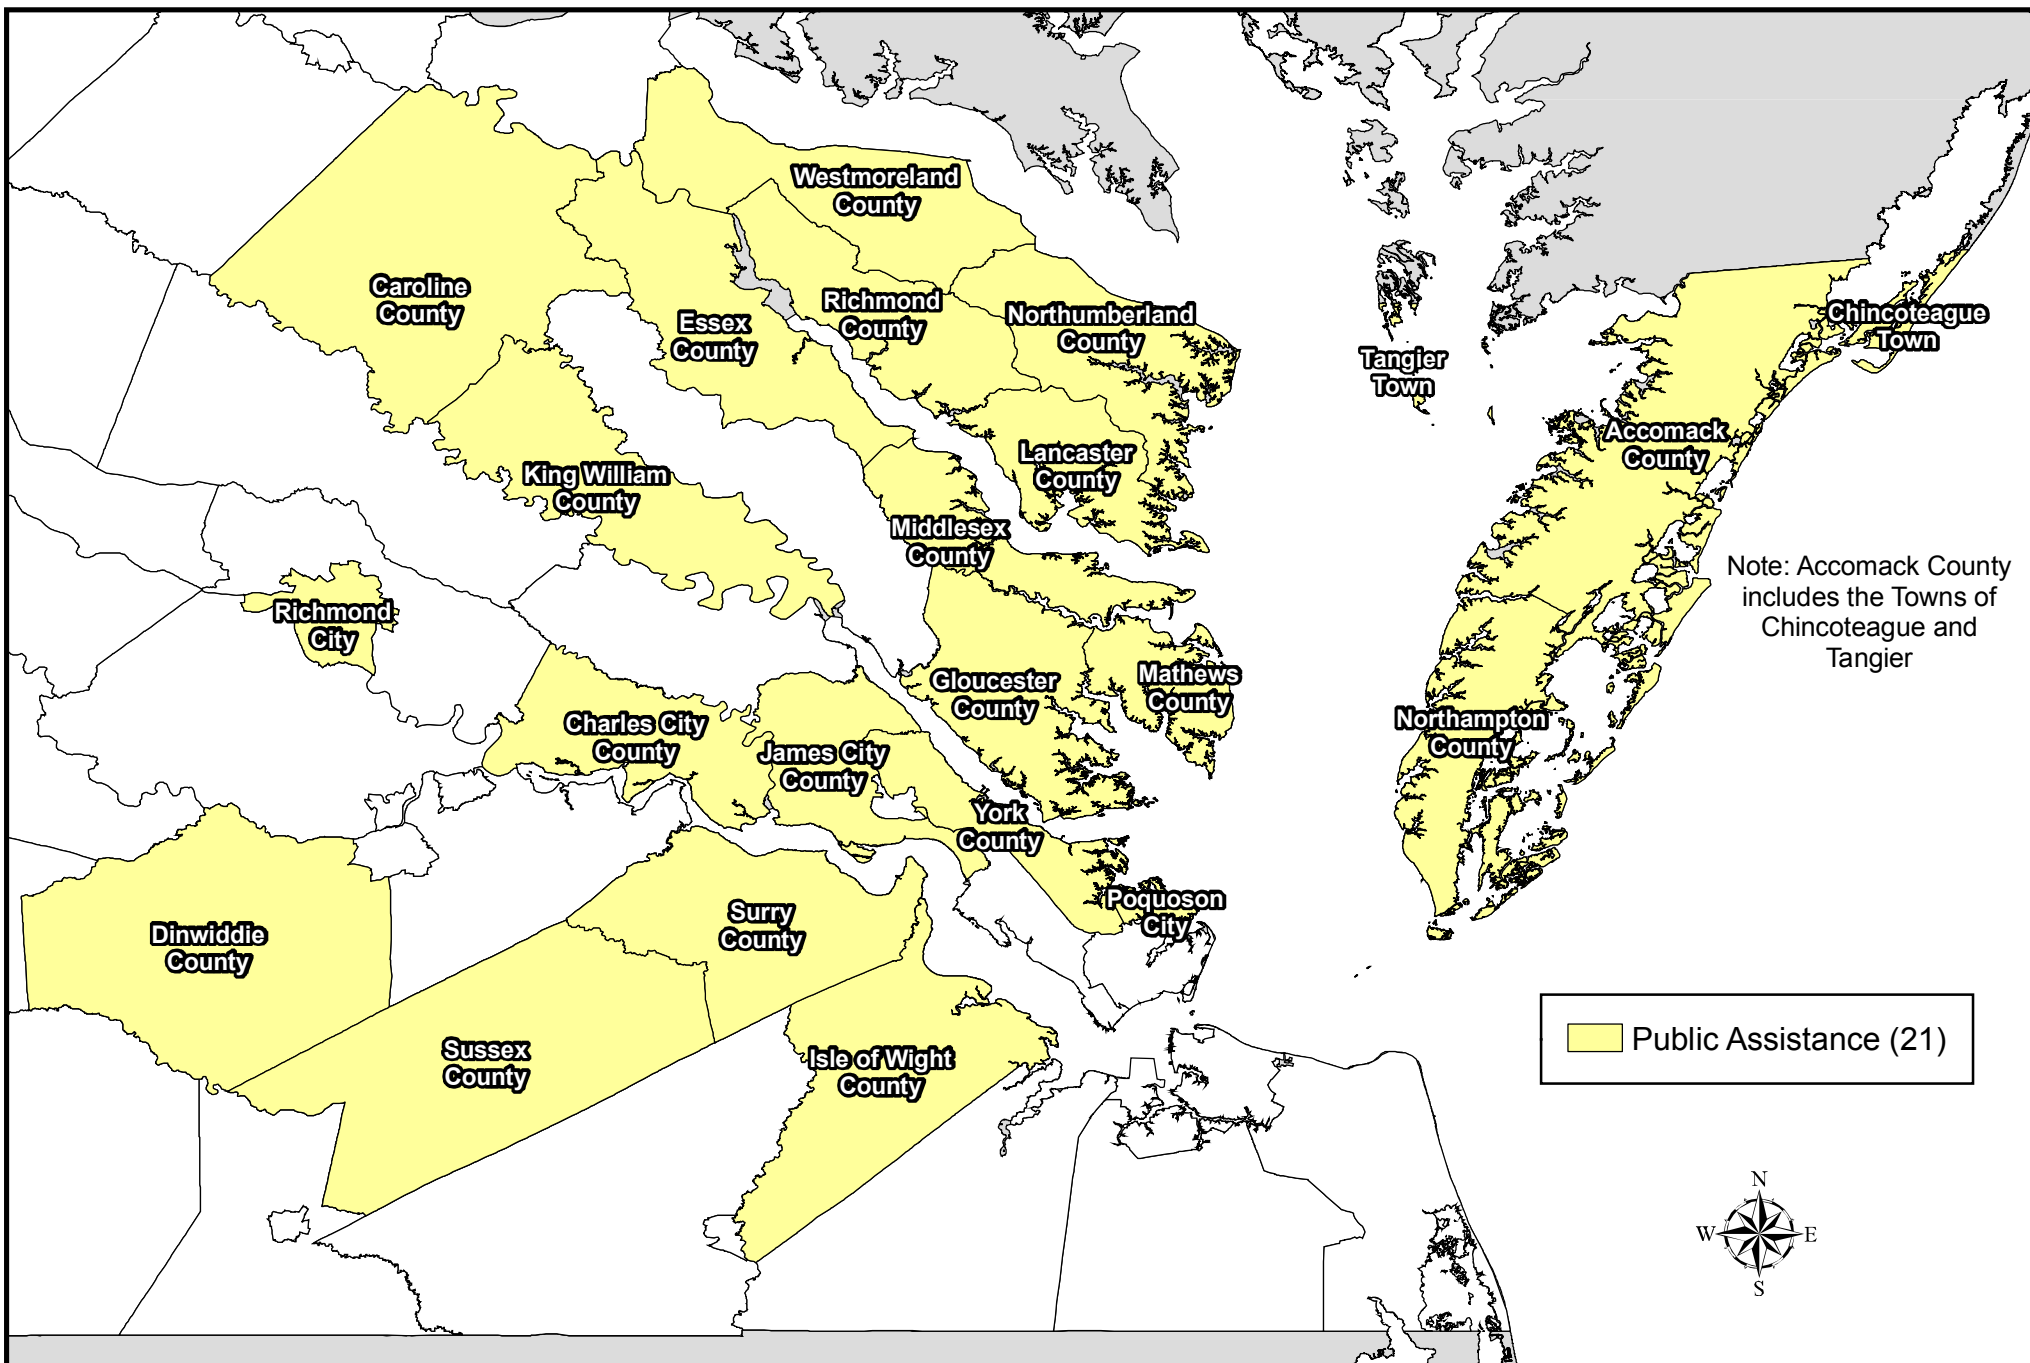 Westmoreland
County
Caroline
County
Richmond
County
Essex
County
Northumberland
County
Chincoteague
Town
Tangier
Town
Accomack
County
Lancaster
County
King William
County
Middlesex
County
Note: Accomack County
includes the Towns of
Chincoteague and
Tangier
Richmond
City
Gloucester
County
Mathews
County
Charles City
County
James City
County
Northampton
County
York
County
Poquoson
City
Surry
County
Dinwiddie
County
Sussex
County
Isle of Wight
County
Public Assistance (21)
N
W
E
S